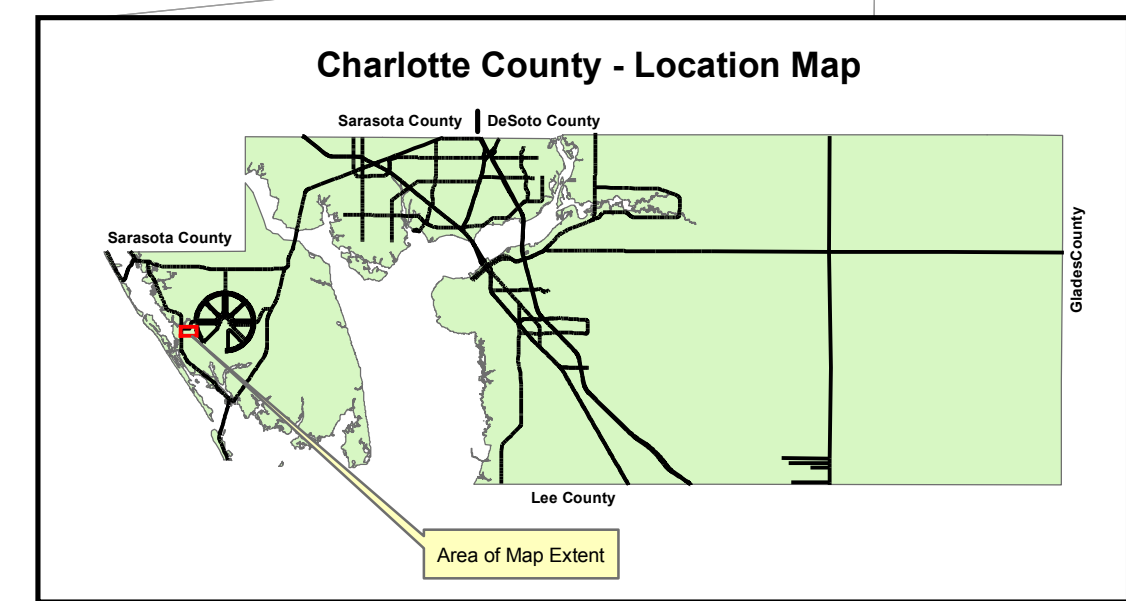 Charlotte County - Location Map
Sarasota County
DeSoto County
Sarasota County
GladesCounty
Lee County
Area of Map Extent